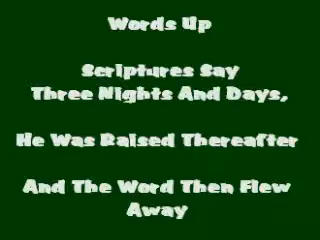 Words Up
Scriptures Say
Three Nights And Days,
He Was Raised Thereafter
And The Word Then Flew
Away